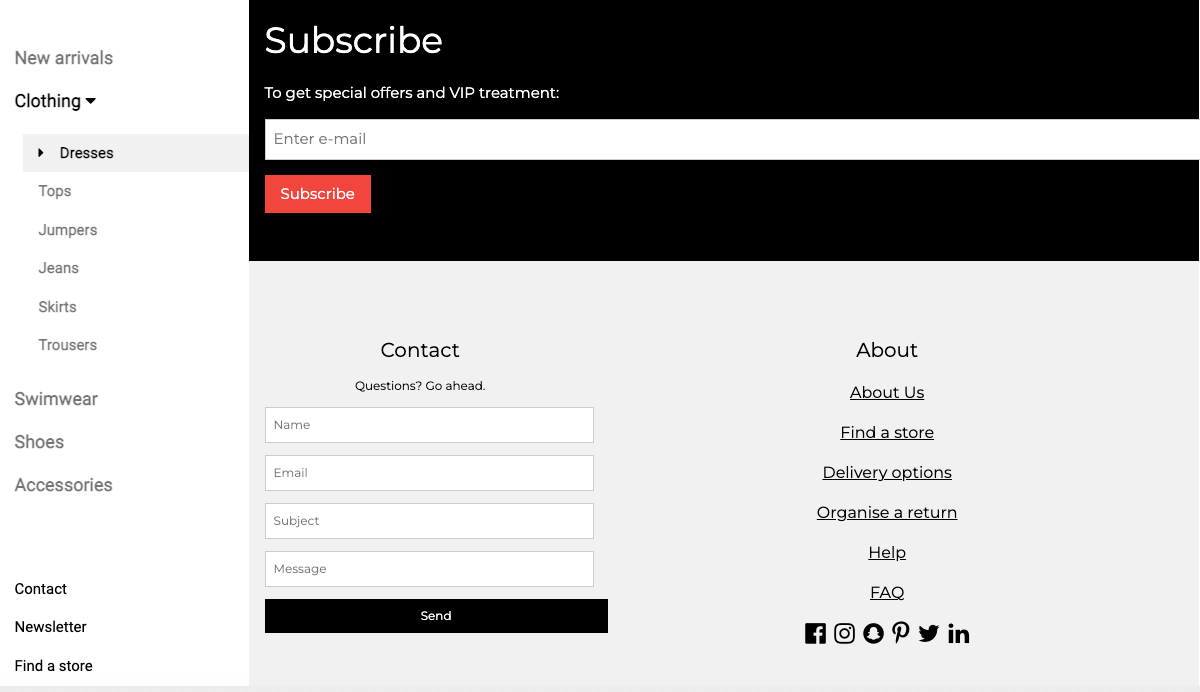 New arrivals
Clothing
Dresses
Tops
Jumpers
Jeans
Skirts
Trousers
Swimwear
Shoes
Accessories
Contact
Newsletter
Find a store
Subscribe
To get special offers and VIP treatment:
Enter e-mail
Subscribe
Contact
Questions? Go ahead.
Name
Email
Subject
Message
Send
About
About Us
Find a store
Delivery options
Organise a return
Help
FAQ